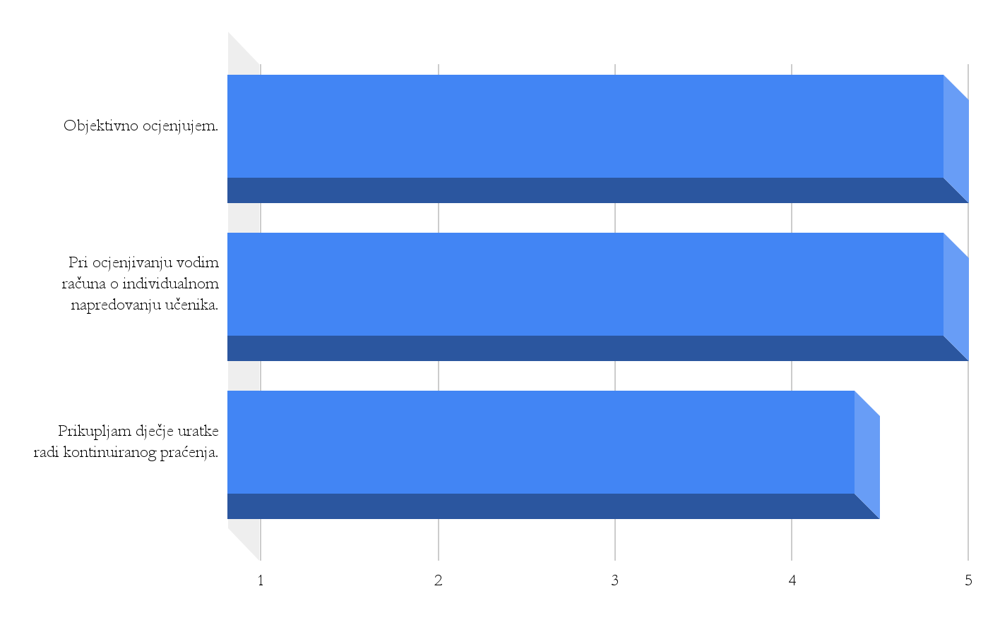 Objektivno ocjenjujem.
Pri ocjenjivanju vodim
računa o individualnom
napredovanju učenika.
Prikupljam dječje uratke
radi kontinuiranog praćenja.
1 2 3 4 5